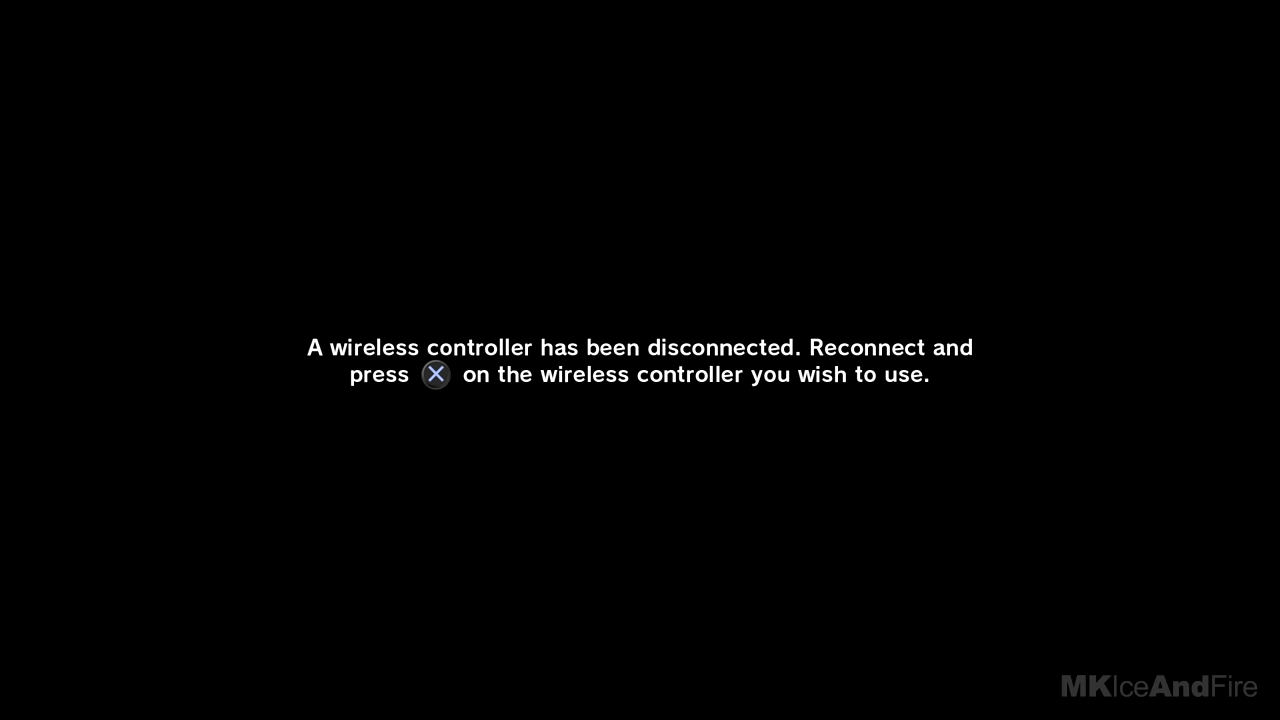 A wireless controller has been disconnected. Reconnect and
press on the wireless controller you wish to use.
MKIceAndFire